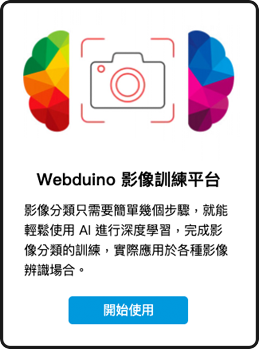 Webduino 影像訓練平台
影像分類只需要簡單幾個步驟，就能
輕鬆使用 AI 進行深度學習，完成影
像分類的訓練，實際應用於各種影像
辨識場合。
開始使用